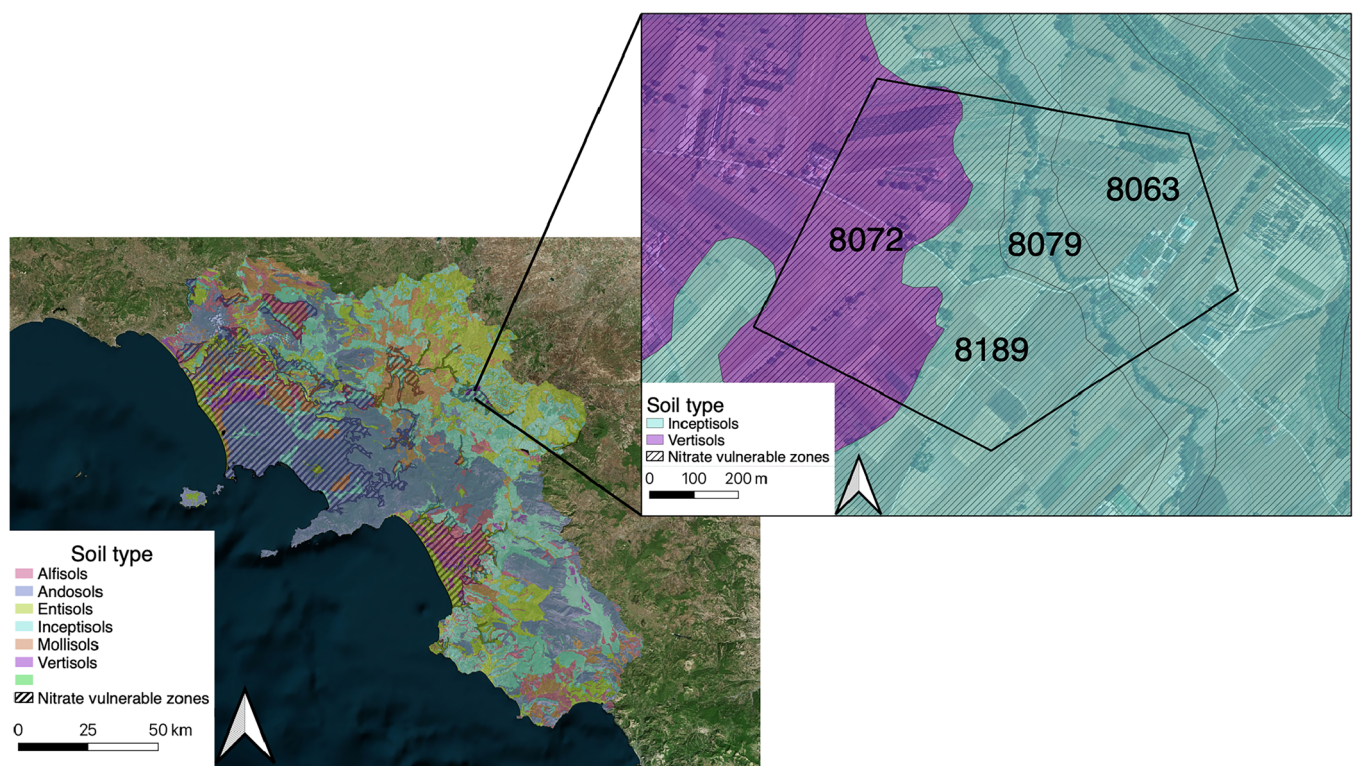 8063
8072
8079
8189
Soil type
Inceptisols
Vertisols
Nitrate vulnerable zones
0 100 200 m
Soil type
Alfisols
Andosols
Entisols
Inceptisols
Mollisols
Vertisols
Nitrate vulnerable zones
0 25 50 km